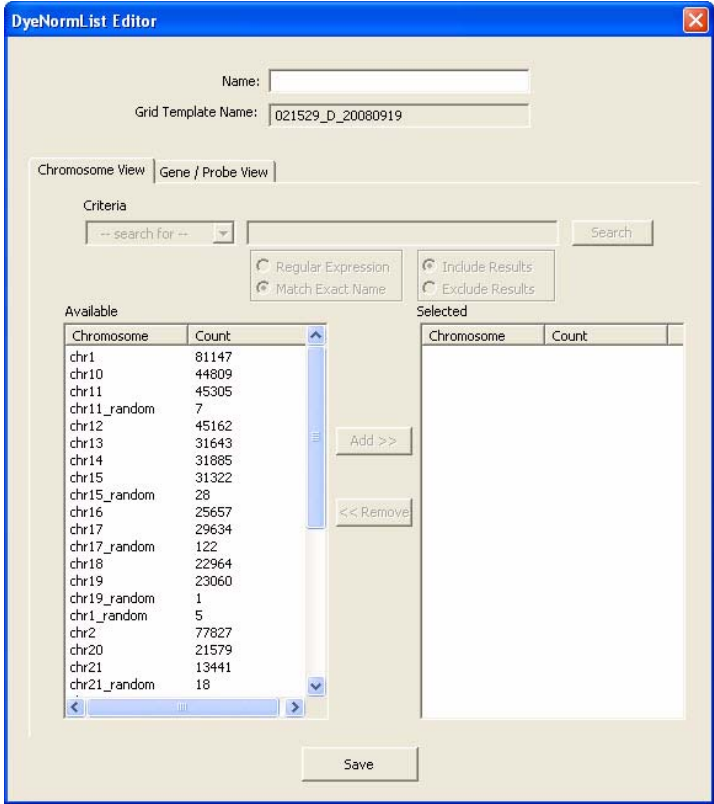 DyeNormList Editor
Name:
Grid Template Name: 021529_D_20080919
Chromosome View Gene / Probe View
Criteria
-- search for -- Search
Regular Expression Include Results
Match Exact Name Exclude Results
Available Selected
Chromosome Count Chromosome Count
chr1 81147
chr10 44809
chr11 45305
chr11_random 7
chr12 45162
chr13 31643
Add >>
chr14 31885
chr15 31322
chr15_random 28
chr16 25657
<< Remove
chr17 29634
chr17_random 122
chr18 22964
chr19 23060
chr19_random 1
chr1_random 5
chr2 77827
chr20 21579
chr21 13441
chr21_random 18
Save